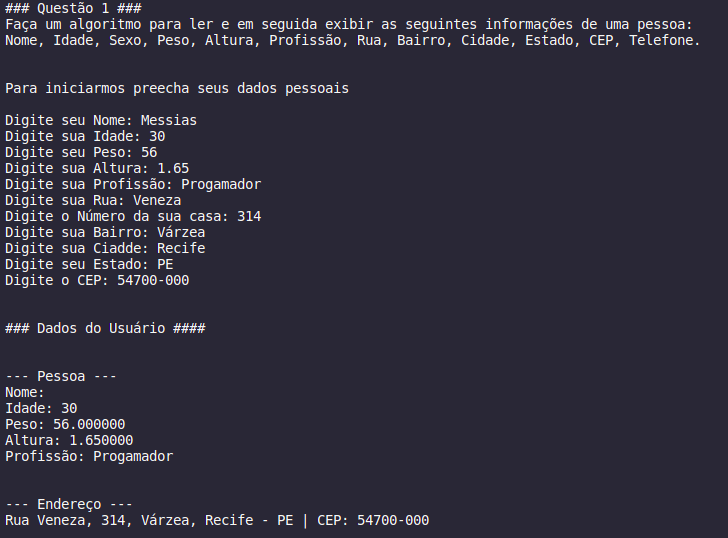 ### Questão 1 ###
Faça um algoritmo para ler e em seguida exibir as seguintes informações de uma pessoa:
Nome, Idade, Sexo, Peso, Altura, Profissão, Rua, Bairro, Cidade, Estado, CEP, Telefone.
Para iniciarmos preecha seus dados pessoais
Digite seu Nome: Messias
Digite sua Idade: 30
Digite seu Peso: 56
Digite sua Altura: 1.65
Digite sua Profissão: Progamador
Digite sua Rua: Veneza
Digite o Número da sua casa: 314
Digite sua Bairro: Várzea
Digite sua Ciadde: Recife
Digite seu Estado: PE
Digite o CEP: 54700-000
### Dados do Usuário ####
--- Pessoa ---
Nome:
Idade: 30
Peso: 56.000000
Altura: 1.650000
Profissão: Progamador
--- Endereço ---
Rua Veneza, 314, Várzea, Recife - PE | CEP: 54700-000